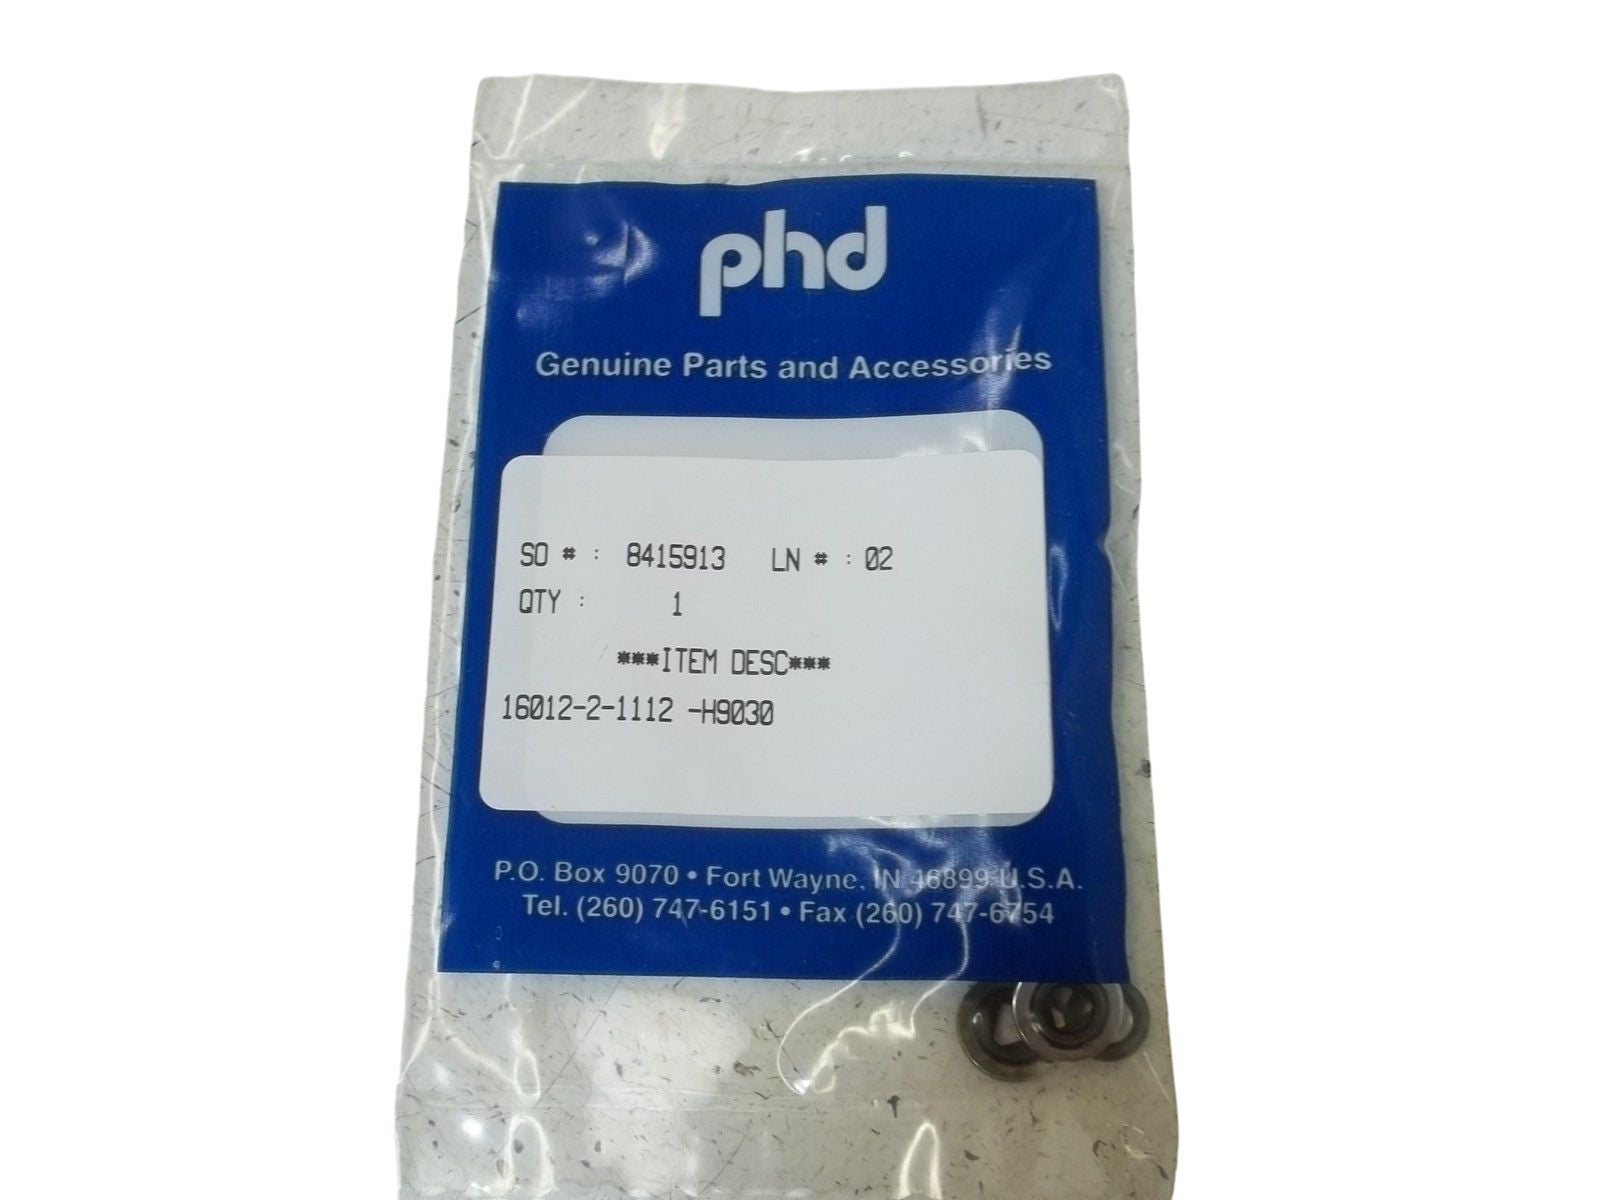 phd
Genuine Parts and Accessories
SO # : 8415913 LN # : 02
QTY : 1
***ITEM DESC***
16012-2-1112 -H9030
P.O. Box 9070 • Fort Wayne, IN 46899 U.S.A.
Tel. (260) 747-6151 • Fax (260) 747-6754